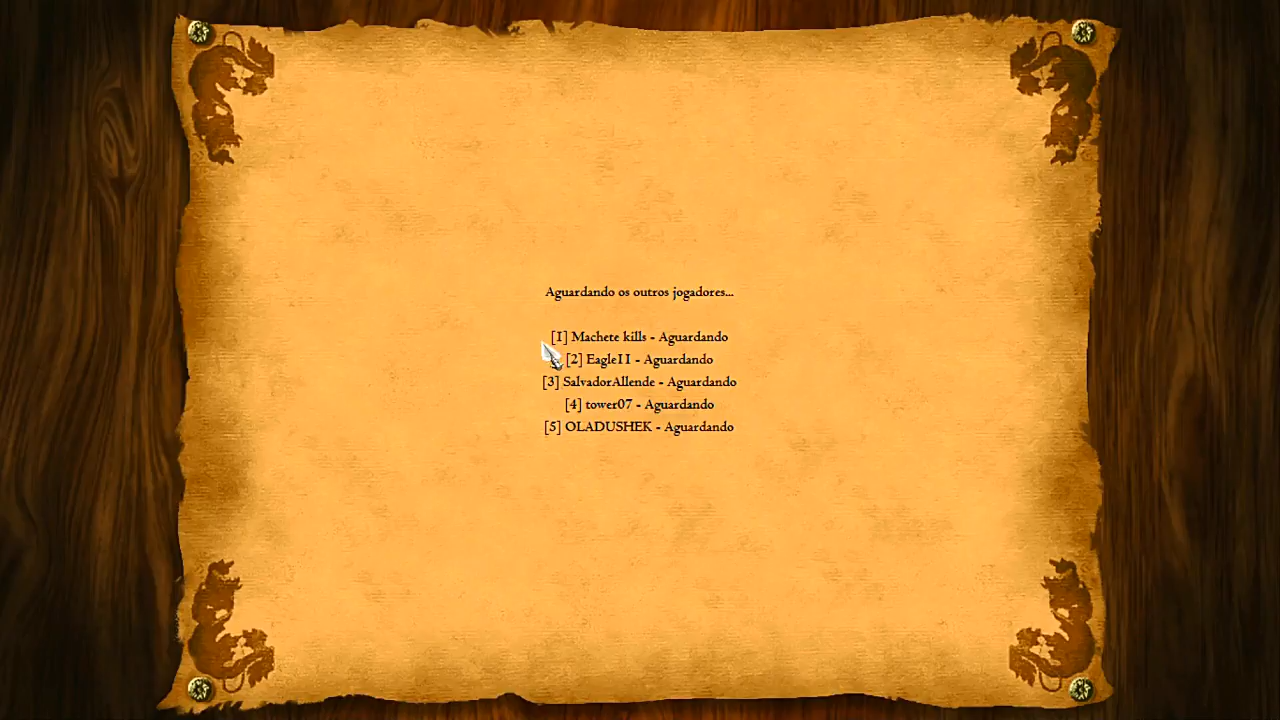 Aguardando os outros jogadores...
[1] Machete kills - Aguardando
[2] Eagle11 - Aguardando
[3] SalvadorAllende - Aguardando
[4] tower07 - Aguardando
[5] OLADUSHEK - Aguardando